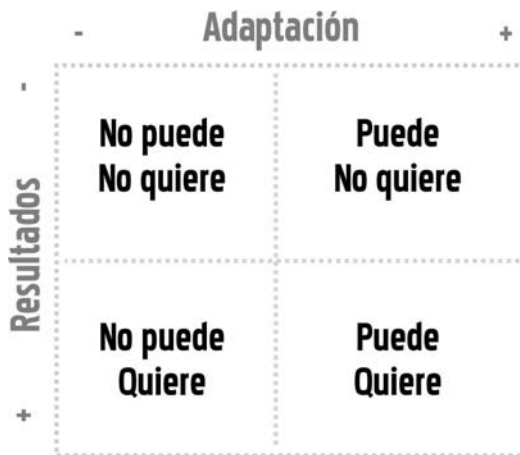 - Adaptación +
-
No puede
No quiere
Puede
No quiere
Resultados
No puede
Quiere
Puede
Quiere
+